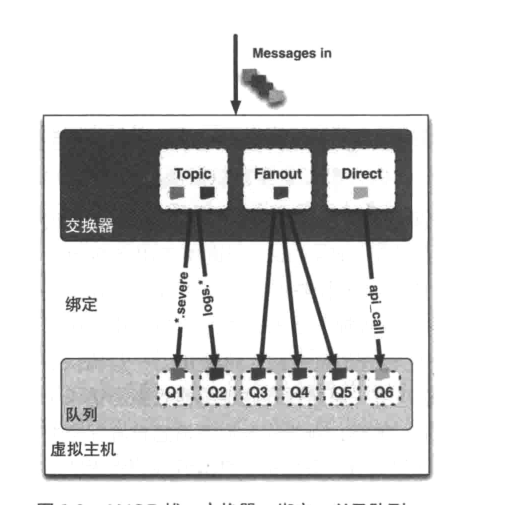 Messages in
Topic Fanout Direct
交换器
*.severe
logs.*
api_call
绑定
Q1 Q2 Q3 Q4 Q5 Q6
队列
虚拟主机